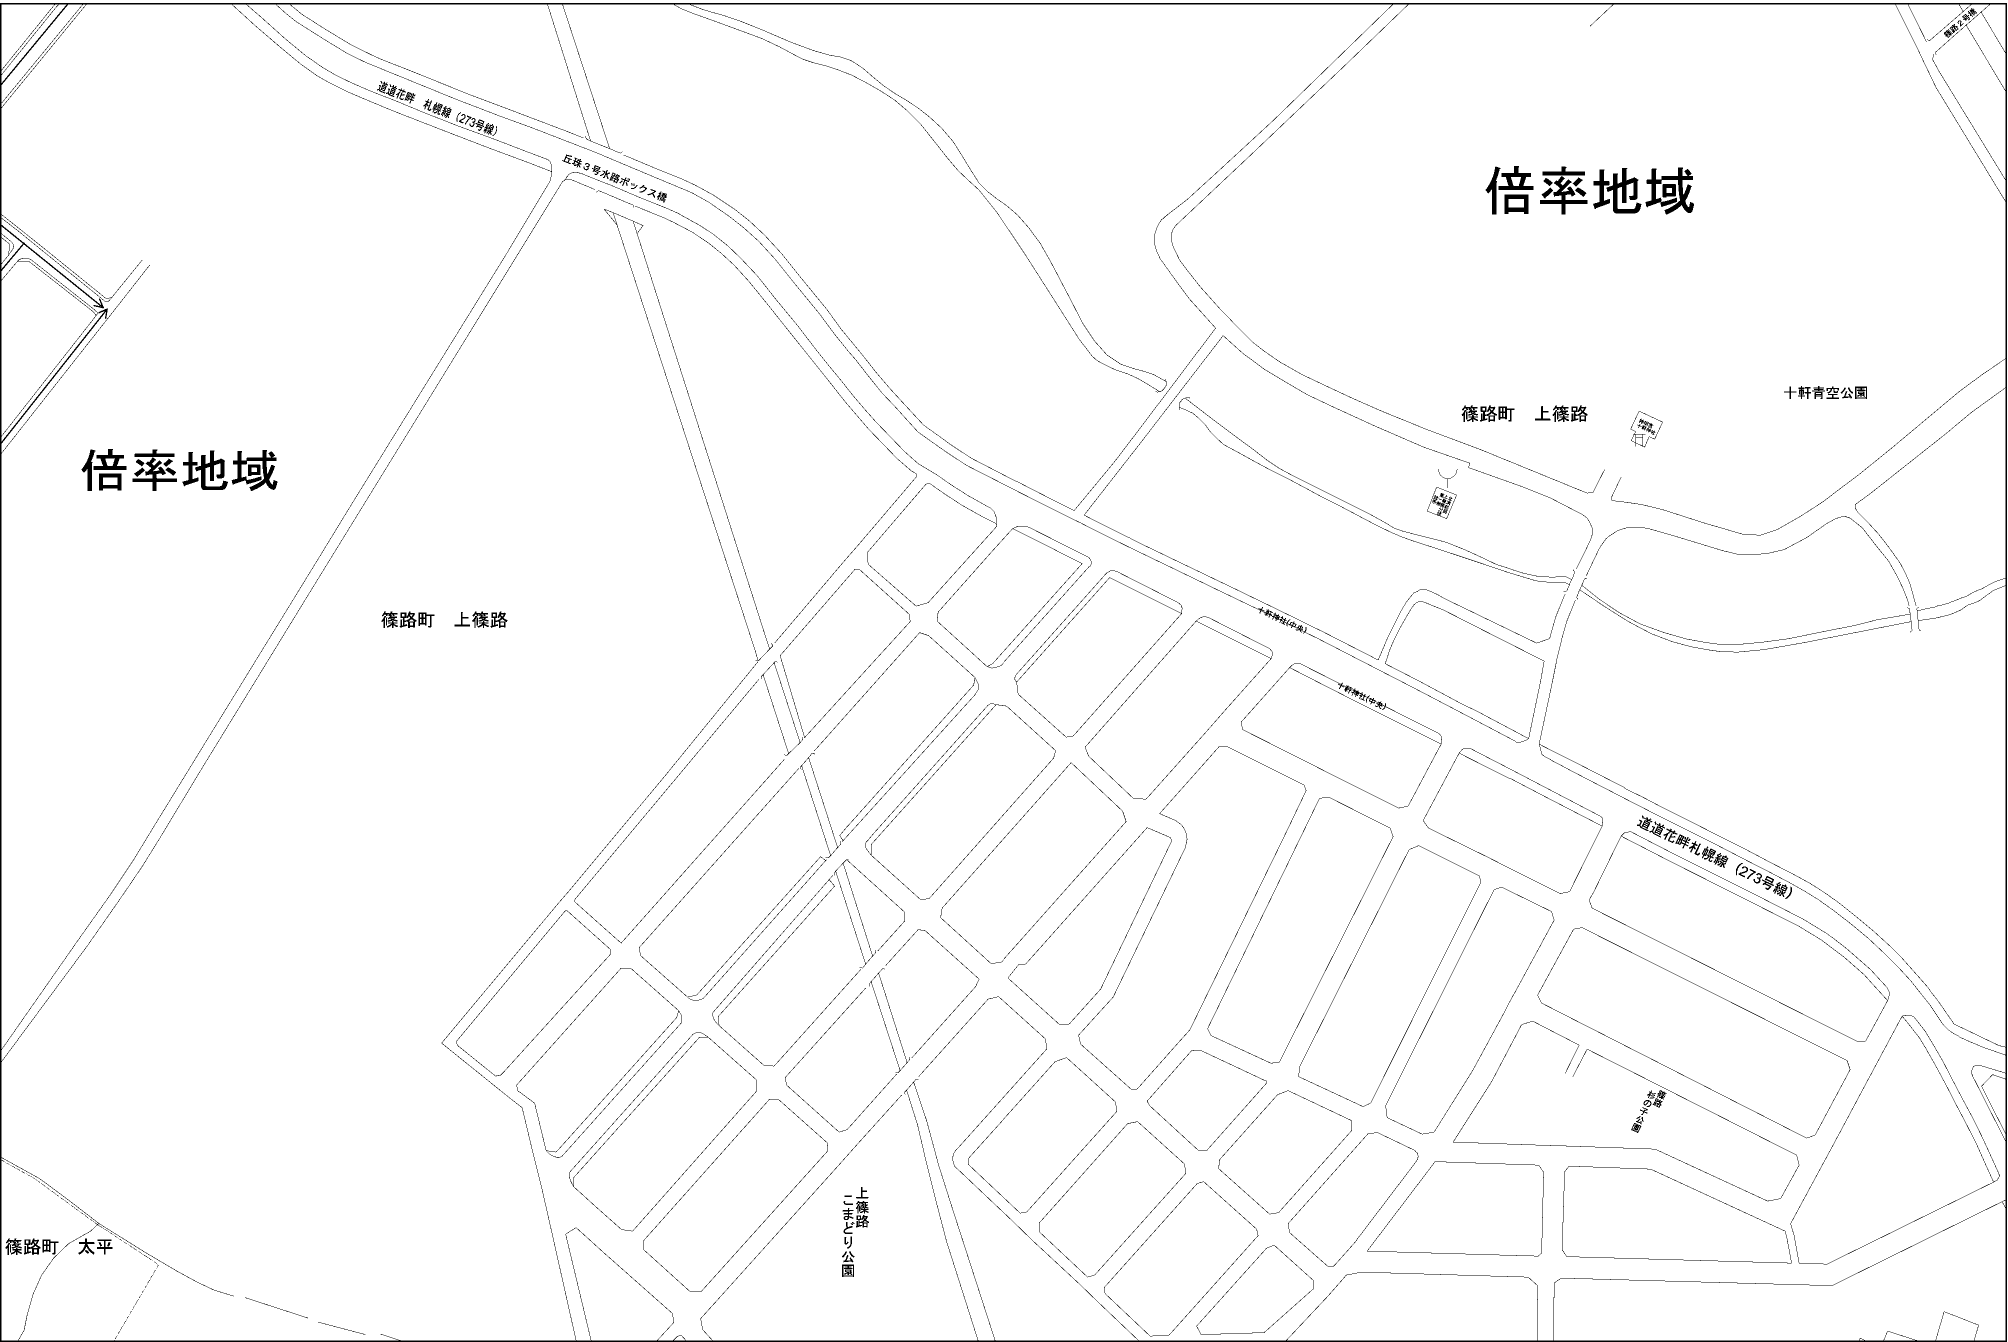 篠路２号橋
道道花畔　札幌線（273号線）
丘珠３号水路ボックス橋
倍率地域
十軒青空公園
篠路町　上篠路
倍率地域
篠路町　上篠路
十軒神社(中央)
十軒神社(中央)
道道花畔札幌線（273号線）
篠路
杉の子公園
上篠路
こまどり公園
篠路町　太平